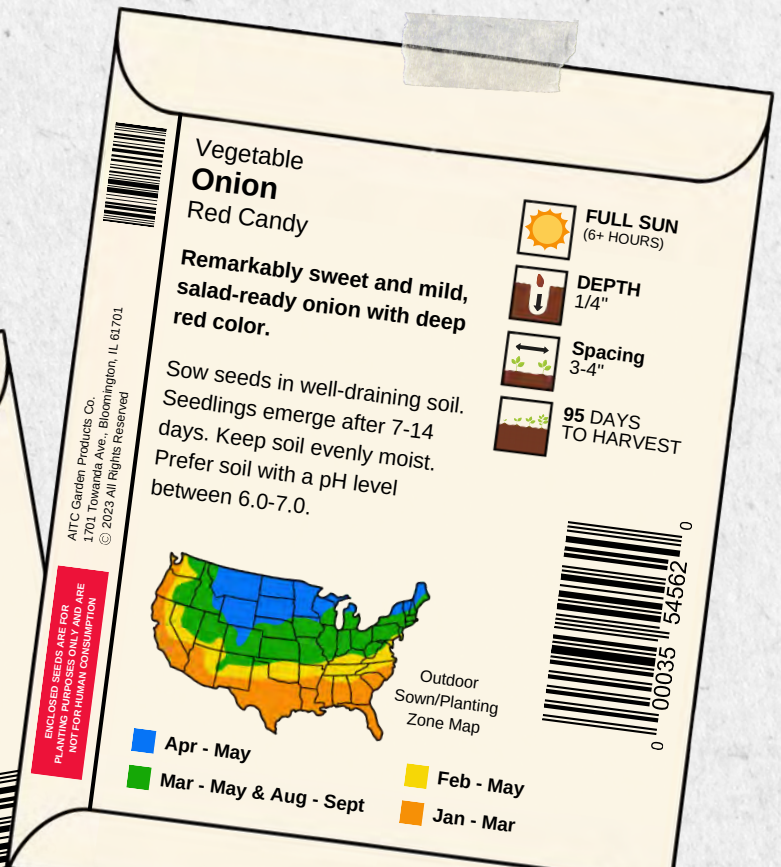 Vegetable
Onion
Red Candy
Remarkably sweet and mild,
salad-ready onion with deep
red color.
Sow seeds in well-draining soil.
Seedlings emerge after 7-14
days. Keep soil evenly moist.
Prefer soil with a pH level
between 6.0-7.0.
FULL SUN
(6+ HOURS)
DEPTH
1/4"
Spacing
3-4"
95 DAYS
TO HARVEST
Outdoor
Sown/Planting
Zone Map
Apr - May
Mar - May & Aug - Sept
Feb - May
Jan - Mar
0 00035 54562 0
AITC Garden Products Co.
1701 Towanda Ave., Bloomington, IL 61701
© 2023 All Rights Reserved
ENCLOSED SEEDS ARE FOR
PLANTING PURPOSES ONLY AND ARE
NOT FOR HUMAN CONSUMPTION